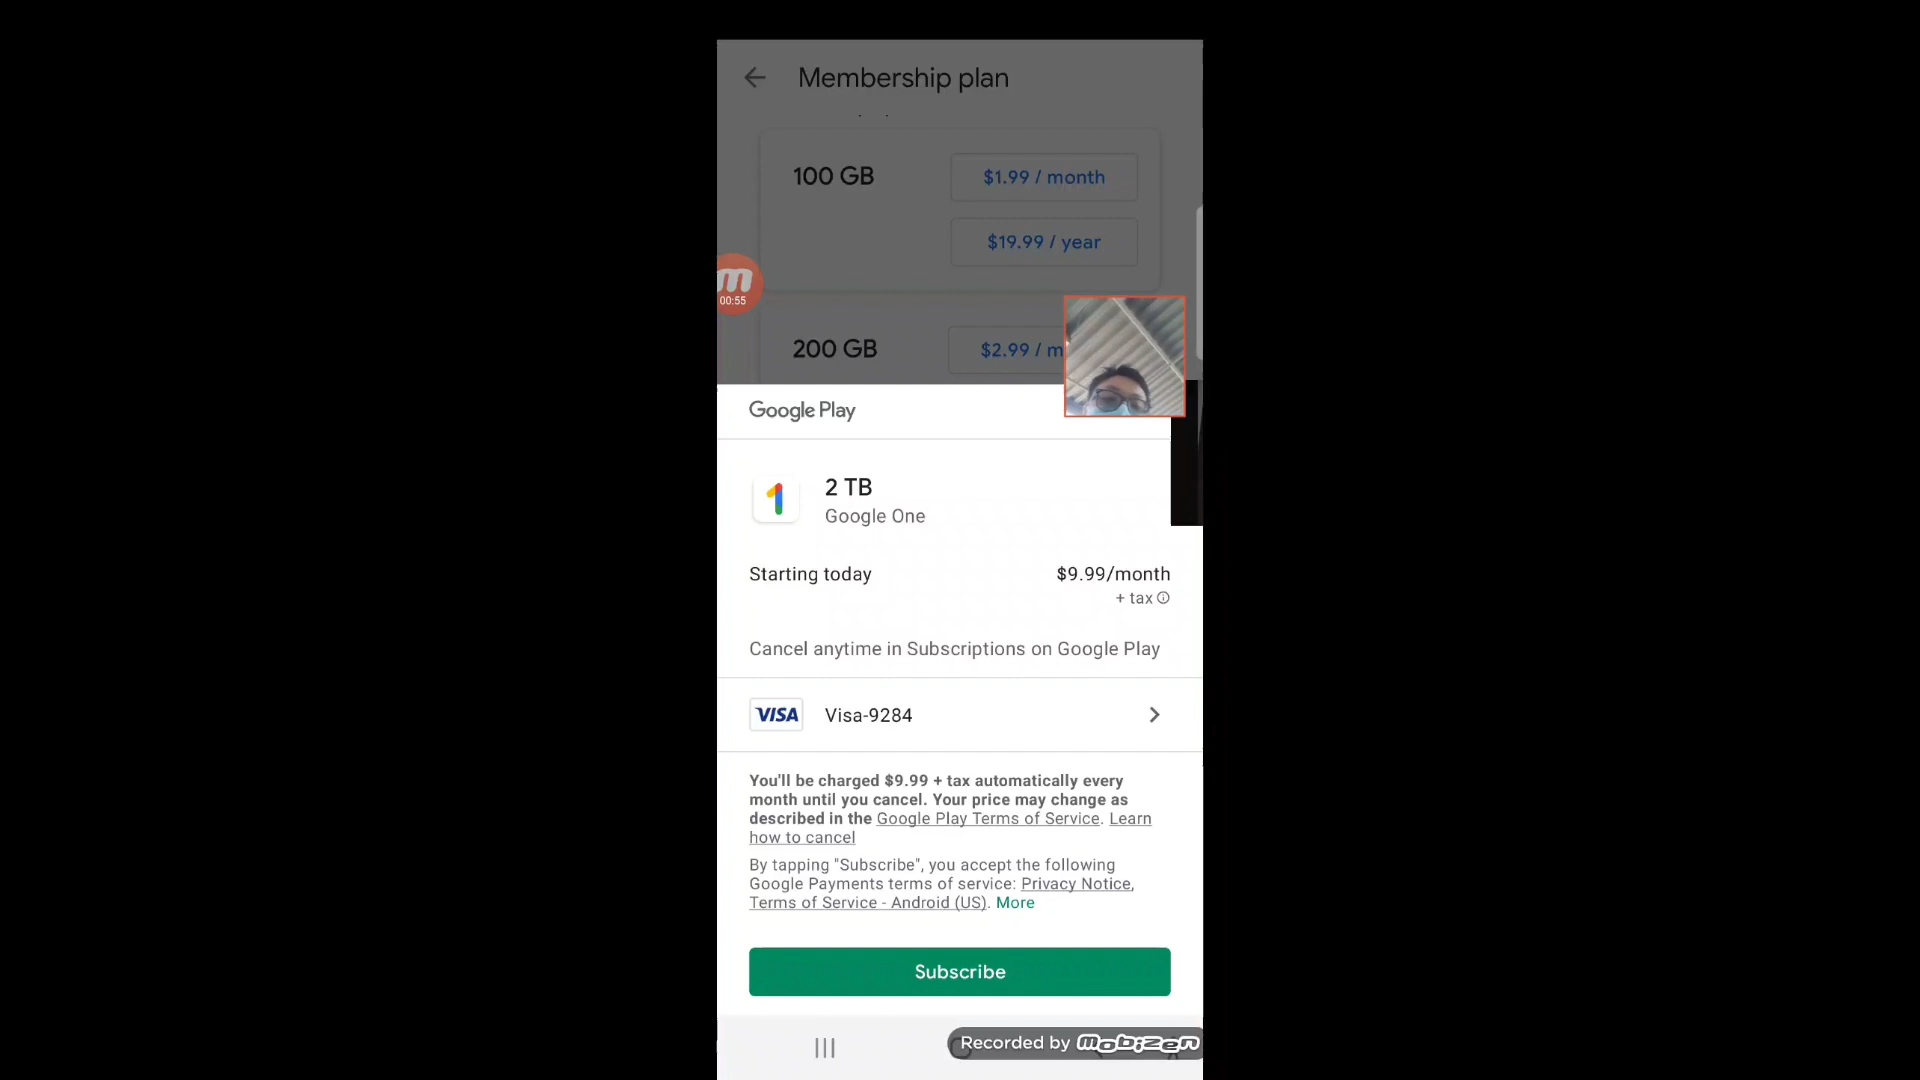 Membership plan
100 GB
$1.99 / month
$19.99 / year
00:55
200 GB
$2.99 / m
Google Play
2 TB
Google One
Starting today
$9.99/month
+ tax
Cancel anytime in Subscriptions on Google Play
VISA
Visa-9284
You'll be charged $9.99 + tax automatically every
month until you cancel. Your price may change as
described in the Google Play Terms of Service. Learn
how to cancel
By tapping "Subscribe", you accept the following
Google Payments terms of service: Privacy Notice,
Terms of Service - Android (US). More
Subscribe
Recorded by mobizen